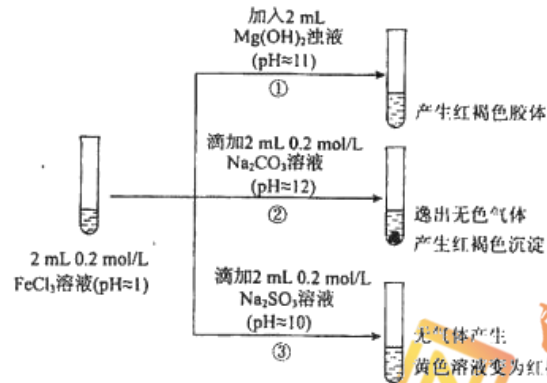 加入2 mL
Mg(OH)₂浊液
(pH≈11)
①
产生红褐色胶体
滴加2 mL 0.2 mol/L
Na₂CO₃溶液
(pH≈12)
②
逸出无色气体
产生红褐色沉淀
2 mL 0.2 mol/L
FeCl₃溶液(pH≈1)
滴加2 mL 0.2 mol/L
Na₂SO₃溶液
(pH≈10)
③
无气体产生
黄色溶液变为红